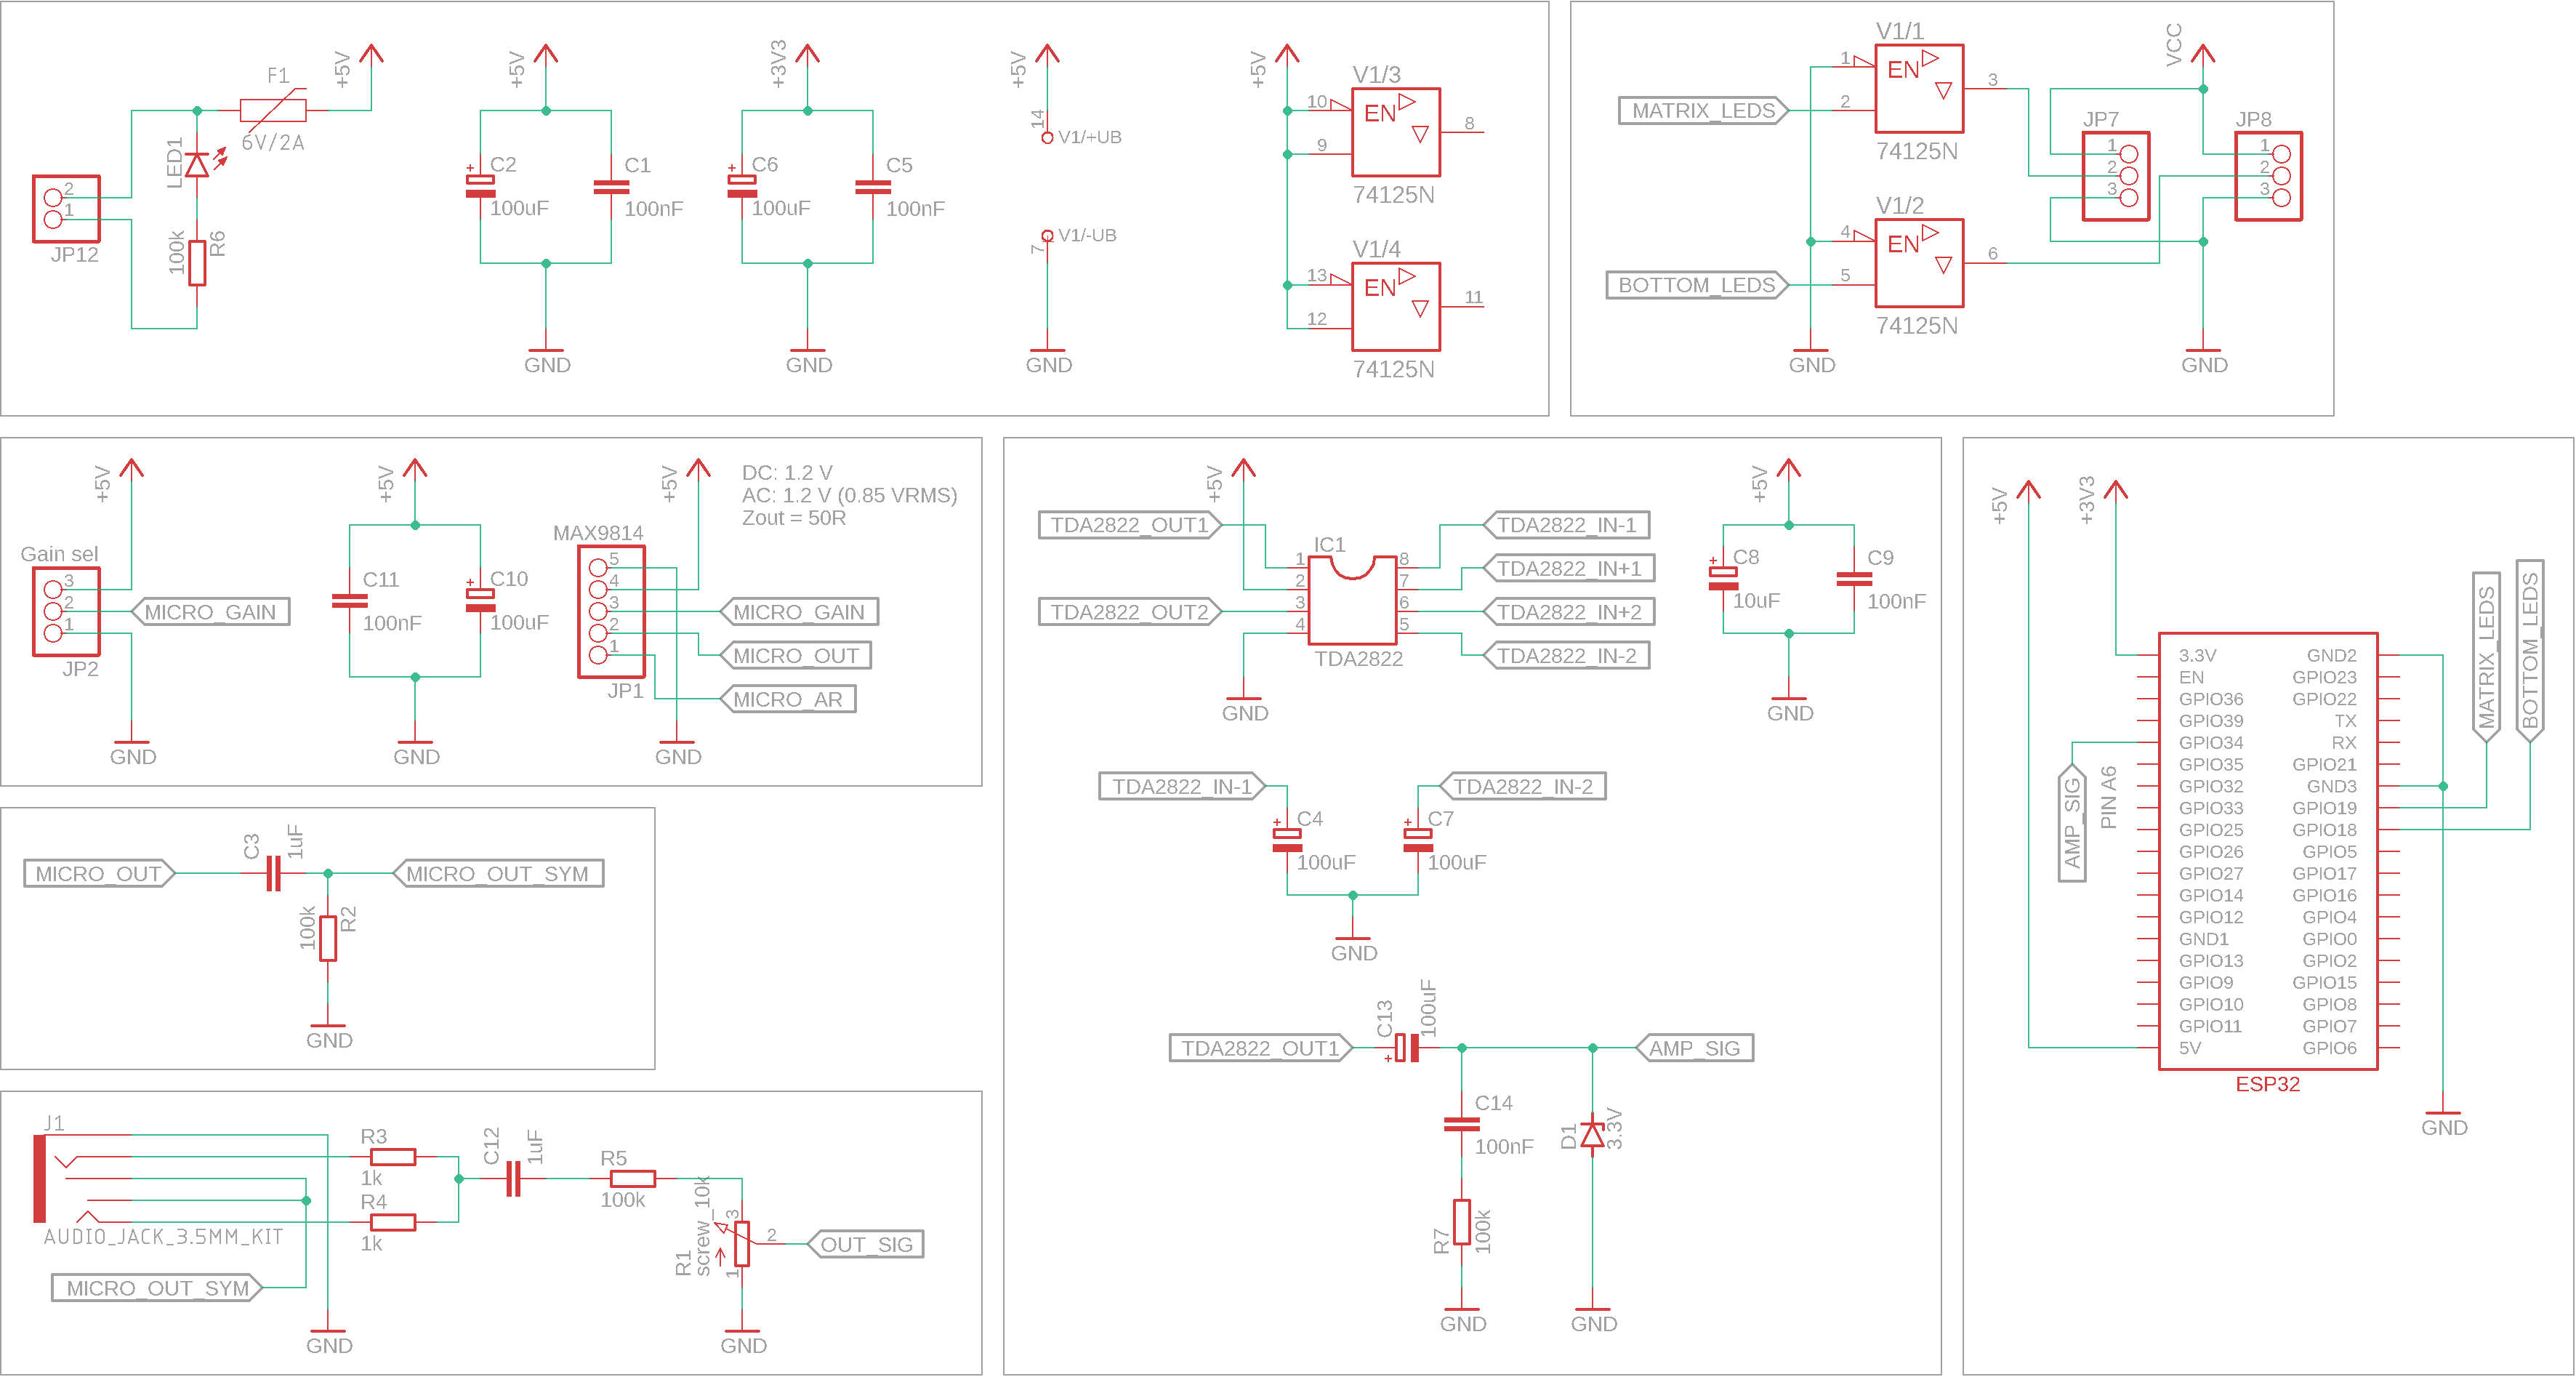 +5V
F1
6V/2A
LED1
2
1
JP12
100k
R6
+5V
C2
100uF
C1
100nF
GND
+3V3
C6
100uF
C5
100nF
GND
+5V
14
V1/+UB
V1/-UB
7
GND
+5V
V1/3
10
EN
9
8
74125N
V1/4
13
EN
12
11
74125N
V1/1
1
EN
MATRIX_LEDS
2
3
74125N
V1/2
4
EN
BOTTOM_LEDS
5
6
74125N
GND
VCC
JP7
1
2
3
JP8
1
2
3
GND
+5V
Gain sel
3
2
1
MICRO_GAIN
JP2
GND
+5V
C11
100nF
C10
100uF
GND
+5V
DC: 1.2 V
AC: 1.2 V (0.85 VRMS)
Zout = 50R
MAX9814
5
4
3
2
1
MICRO_GAIN
MICRO_OUT
MICRO_AR
JP1
GND
MICRO_OUT
C3
1uF
MICRO_OUT_SYM
100k
R2
GND
J1
AUDIO_JACK_3.5MM_KIT
MICRO_OUT_SYM
GND
R3
1k
R4
1k
C12
1uF
R5
100k
R1
screw_10k
3
2
1
OUT_SIG
GND
+5V
TDA2822_OUT1
TDA2822_OUT2
IC1
1
2
3
4
8
7
6
5
TDA2822
TDA2822_IN-1
TDA2822_IN+1
TDA2822_IN+2
TDA2822_IN-2
GND
+5V
C8
10uF
C9
100nF
GND
TDA2822_IN-1
TDA2822_IN-2
C4
100uF
C7
100uF
GND
TDA2822_OUT1
C13
100uF
AMP_SIG
C14
100nF
R7
100k
D1
3.3V
GND
GND
+5V
+3V3
AMP_SIG
PIN A6
3.3V
EN
GPIO36
GPIO39
GPIO34
GPIO35
GPIO32
GPIO33
GPIO25
GPIO26
GPIO27
GPIO14
GPIO12
GND1
GPIO13
GPIO9
GPIO10
GPIO11
5V
GND2
GPIO23
GPIO22
TX
RX
GPIO21
GND3
GPIO19
GPIO18
GPIO5
GPIO17
GPIO16
GPIO4
GPIO0
GPIO2
GPIO15
GPIO8
GPIO7
GPIO6
ESP32
MATRIX_LEDS
BOTTOM_LEDS
GND